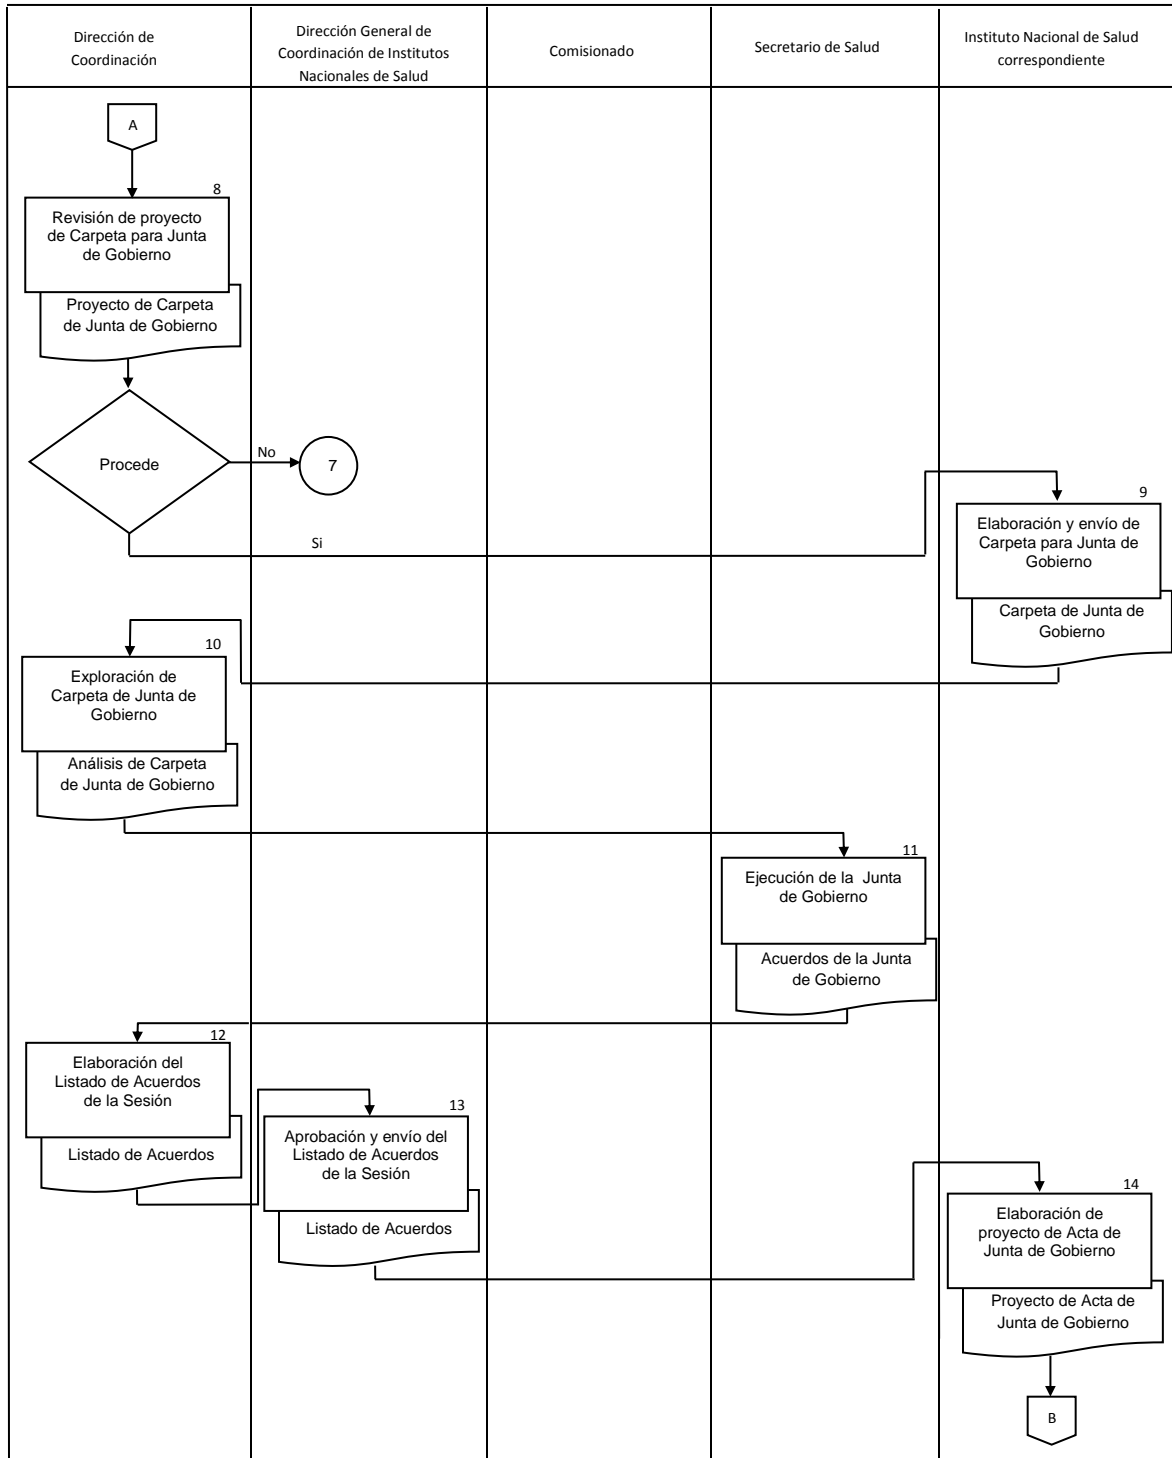 Dirección de
Coordinación
Dirección General de
Coordinación de Institutos
Nacionales de Salud
Comisionado
Secretario de Salud
Instituto Nacional de Salud
correspondiente
A
8
Revisión de proyecto
de Carpeta para Junta
de Gobierno
Proyecto de Carpeta
de Junta de Gobierno
Procede
No
7
Si
9
Elaboración y envío de
Carpeta para Junta de
Gobierno
Carpeta de Junta de
Gobierno
10
Exploración de
Carpeta de Junta de
Gobierno
Análisis de Carpeta
de Junta de Gobierno
11
Ejecución de la Junta
de Gobierno
Acuerdos de la Junta
de Gobierno
12
Elaboración del
Listado de Acuerdos
de la Sesión
Listado de Acuerdos
13
Aprobación y envío del
Listado de Acuerdos
de la Sesión
Listado de Acuerdos
14
Elaboración de
proyecto de Acta de
Junta de Gobierno
Proyecto de Acta de
Junta de Gobierno
B